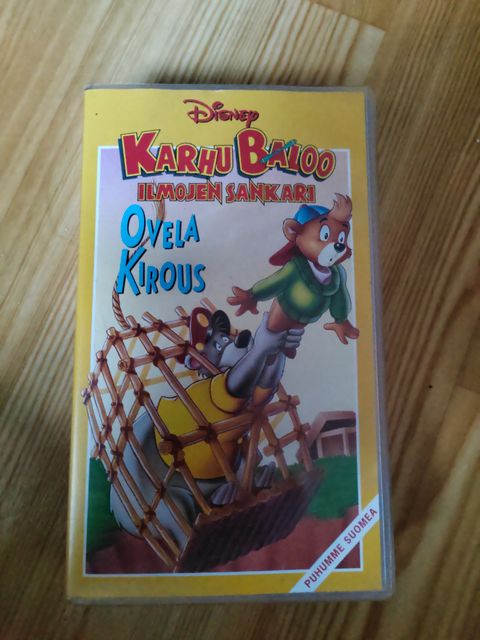 Disney
KARHU BALOO
ILMOJEN SANKARI
OVELA
KIROUS
PUHUMME SUOMEA